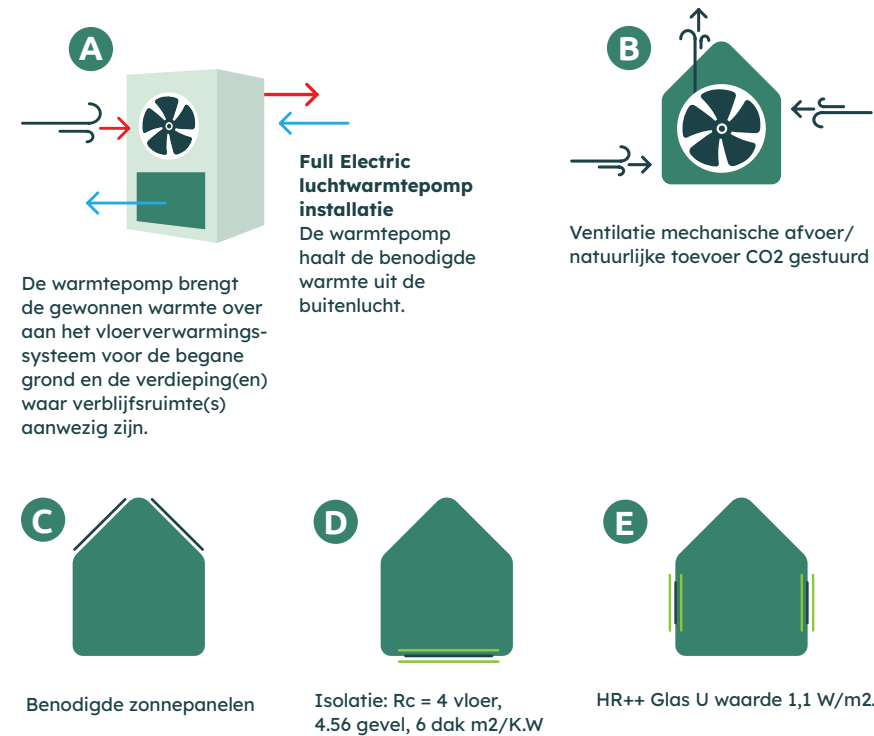 A
Full Electric
luchtwarmtepomp
installatie
De warmtepomp
haalt de benodigde
warmte uit de
buitenlucht.
De warmtepomp brengt
de gewonnen warmte over
aan het vloerverwarmings-
systeem voor de begane
grond en de verdieping(en)
waar verblijfsruimte(s)
aanwezig zijn.
B
Ventilatie mechanische afvoer/
natuurlijke toevoer CO2 gestuurd
C
Benodigde zonnepanelen
D
Isolatie: Rc = 4 vloer,
4.56 gevel, 6 dak m2/K.W
E
HR++ Glas U waarde 1,1 W/m2.